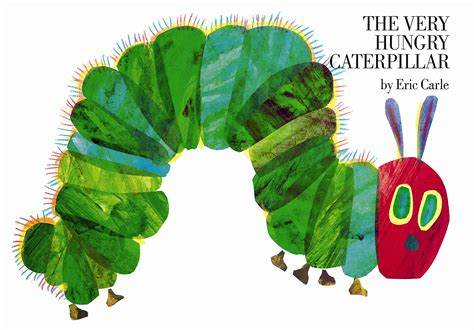 THE VERY
HUNGRY
CATERPILLAR
by Eric Carle